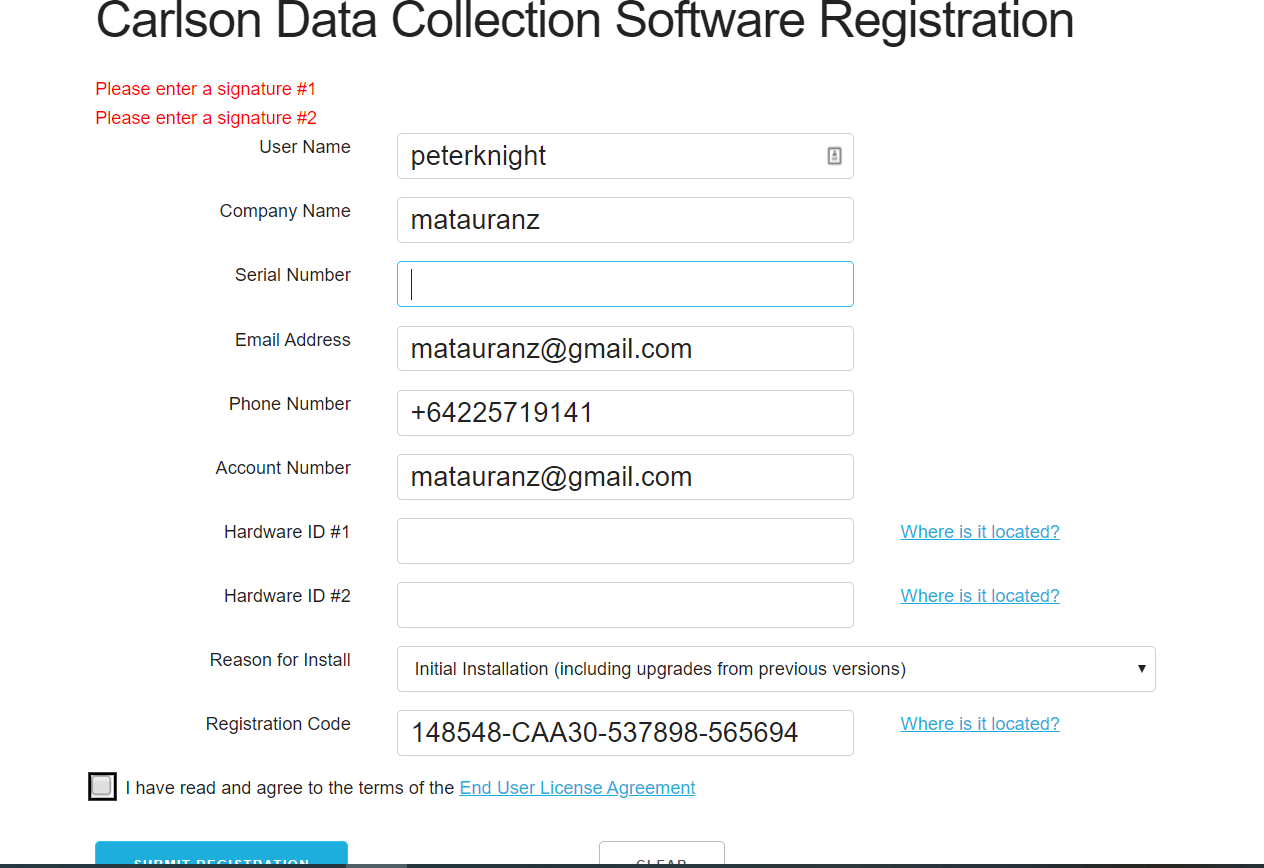 Carlson Data Collection Software Registration
Please enter a signature #1
Please enter a signature #2
User Name peterknight
Company Name matauranz
Serial Number
Email Address matauranz@gmail.com
Phone Number +64225719141
Account Number matauranz@gmail.com
Hardware ID #1 Where is it located?
Hardware ID #2 Where is it located?
Reason for Install Initial Installation (including upgrades from previous versions)
Registration Code 148548-CAA30-537898-565694 Where is it located?
I have read and agree to the terms of the End User License Agreement
SUBMIT REGISTRATION CLEAR